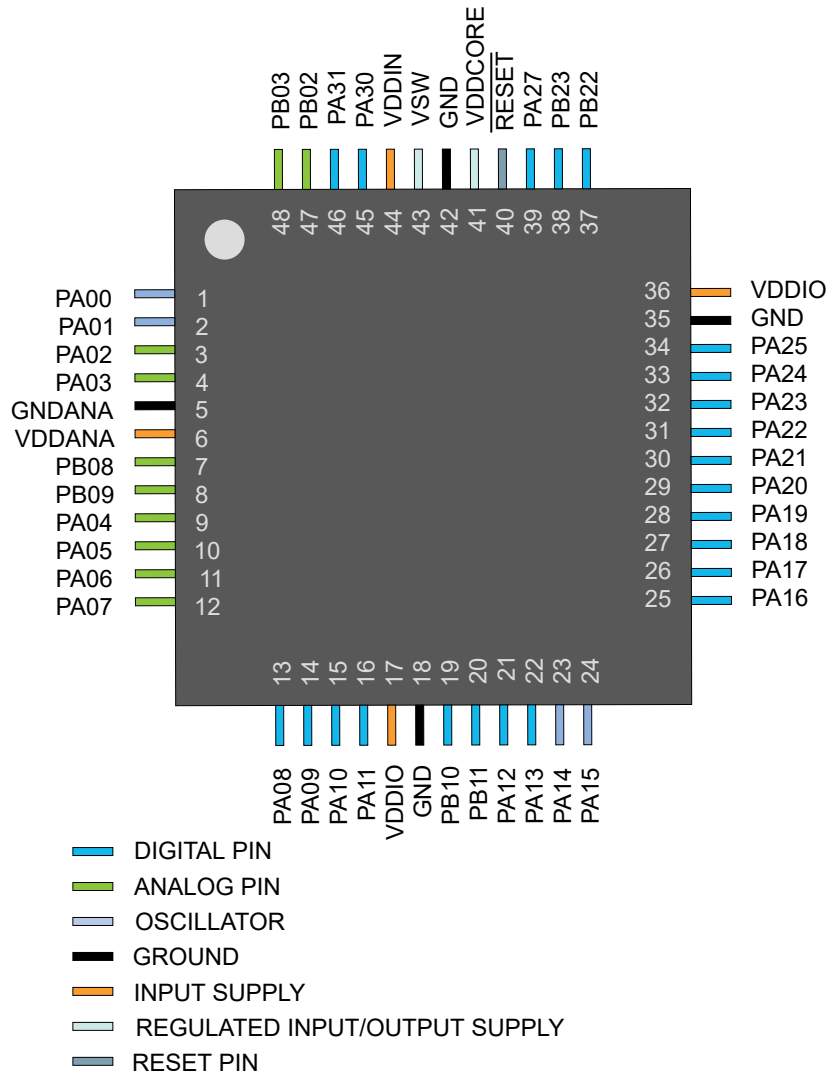 PB03
PB02
PA31
PA30
VDDIN
VSW
GND
VDDCORE
RESET
PA27
PB23
PB22
48
47
46
45
44
43
42
41
40
39
38
37
PA00 1
PA01 2
PA02 3
PA03 4
GNDANA 5
VDDANA 6
PB08 7
PB09 8
PA04 9
PA05 10
PA06 11
PA07 12
36 VDDIO
35 GND
34 PA25
33 PA24
32 PA23
31 PA22
30 PA21
29 PA20
28 PA19
27 PA18
26 PA17
25 PA16
13
14
15
16
17
18
19
20
21
22
23
24
PA08
PA09
PA10
PA11
VDDIO
GND
PB10
PB11
PA12
PA13
PA14
PA15
DIGITAL PIN
ANALOG PIN
OSCILLATOR
GROUND
INPUT SUPPLY
REGULATED INPUT/OUTPUT SUPPLY
RESET PIN